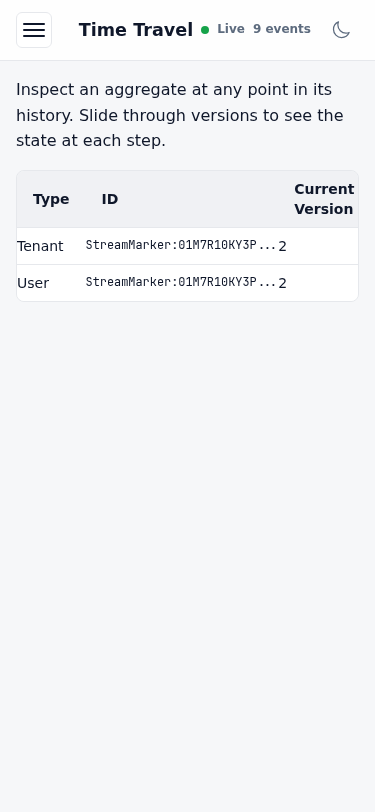 Time Travel Live 9 events
Inspect an aggregate at any point in its
history. Slide through versions to see the
state at each step.
Type ID Current
Version
Tenant StreamMarker:01M7R10KY3P... 2
User StreamMarker:01M7R10KY3P... 2